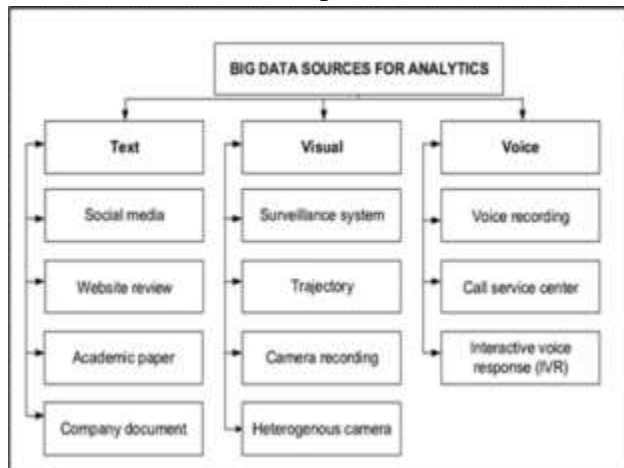 BIG DATA SOURCES FOR ANALYTICS
Text
Social media
Website review
Academic paper
Company document
Visual
Surveillance system
Trajectory
Camera recording
Heterogenous camera
Voice
Voice recording
Call service center
Interactive voice
response (IVR)